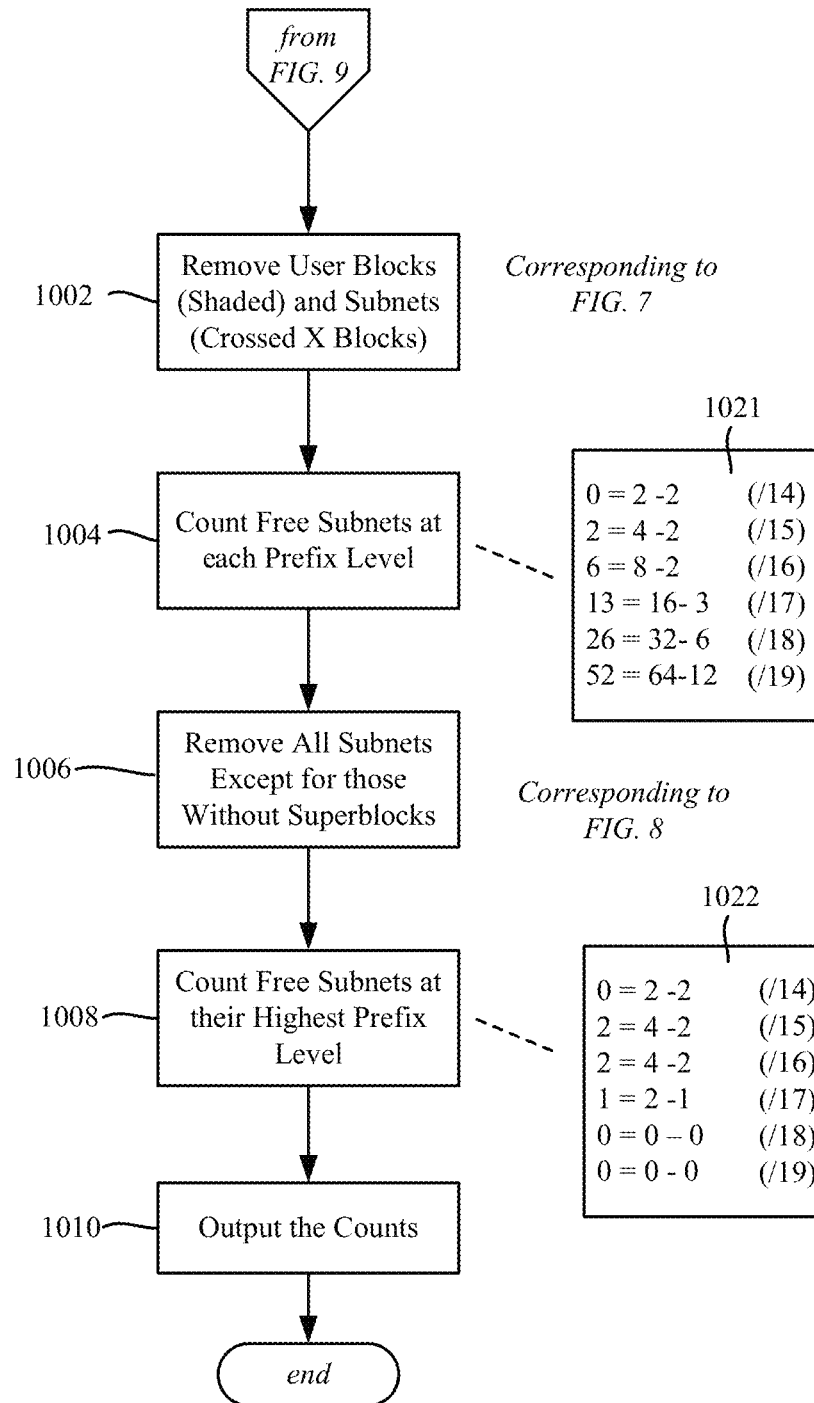 from
FIG. 9
1002
Remove User Blocks
(Shaded) and Subnets
(Crossed X Blocks)
Corresponding to
FIG. 7
1021
1004
Count Free Subnets at
each Prefix Level
0 = 2 -2 (/14)
2 = 4 -2 (/15)
6 = 8 -2 (/16)
13 = 16- 3 (/17)
26 = 32- 6 (/18)
52 = 64-12 (/19)
1006
Remove All Subnets
Except for those
Without Superblocks
Corresponding to
FIG. 8
1022
1008
Count Free Subnets at
their Highest Prefix
Level
0 = 2 -2 (/14)
2 = 4 -2 (/15)
2 = 4 -2 (/16)
1 = 2 -1 (/17)
0 = 0 – 0 (/18)
0 = 0 - 0 (/19)
1010
Output the Counts
end